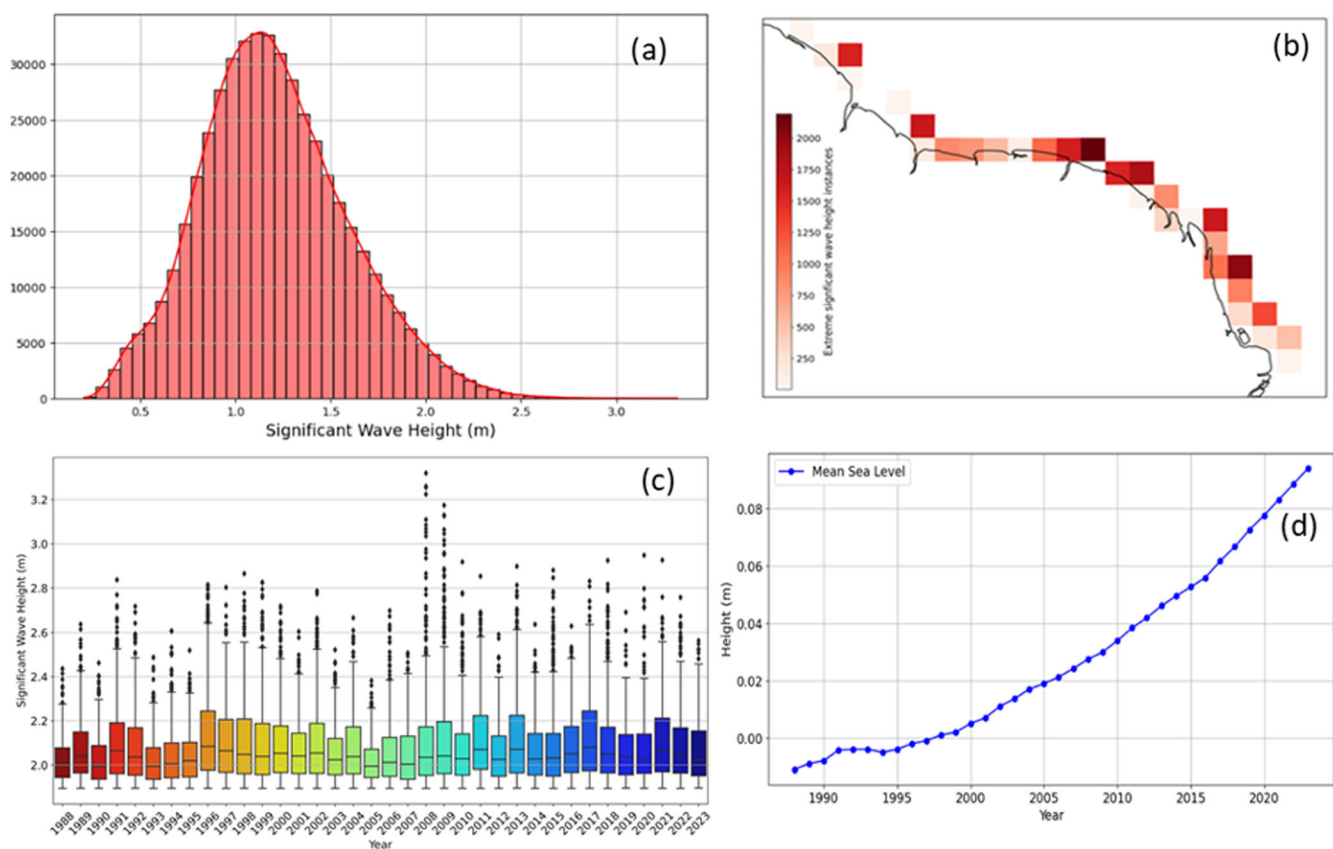 (a)
30000
25000
20000
15000
10000
5000
0
0.5 1.0 1.5 2.0 2.5 3.0
Significant Wave Height (m)
(b)
2000
1750
1500
1250
1000
750
500
250
Extreme signficant wave height instances
(c)
3.2
3.0
2.8
2.6
2.4
2.2
2.0
Significant Wave Height (m)
1988 1989 1990 1991 1992 1993 1994 1995 1996 1997 1998 1999 2000 2001 2002 2003 2004 2005 2006 2007 2008 2009 2010 2011 2012 2013 2014 2015 2016 2017 2018 2019 2020 2021 2022 2023
Year
Mean Sea Level
(d)
0.08
0.06
0.04
0.02
0.00
Height (m)
1990 1995 2000 2005 2010 2015 2020
Year